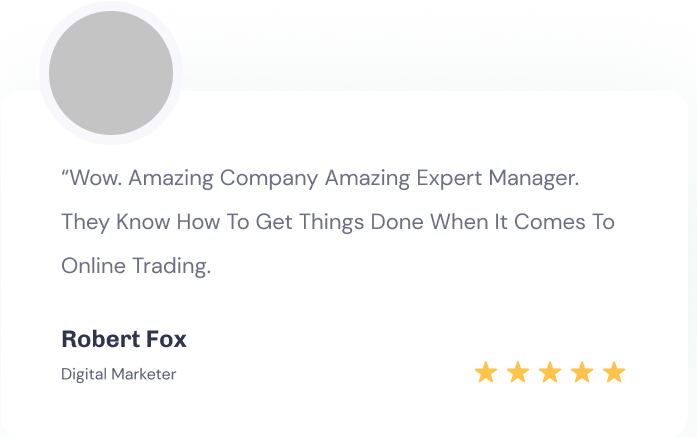 “Wow. Amazing Company Amazing Expert Manager.
They Know How To Get Things Done When It Comes To
Online Trading.
Robert Fox
Digital Marketer